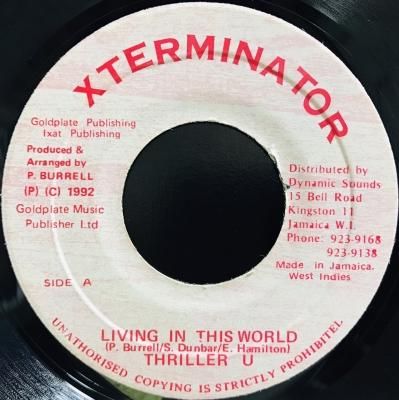 XTERMINATOR
Goldplate Publishing
Ixat Publishing
Produced &
Arranged by
P. BURRELL
(P) (C) 1992
Goldplate Music
Publisher Ltd
Distributed by
Dynamic Sounds
15 Bell Road
Kingston 11
Jamaica W.I.
Phone: 923-9168
923-9138
Made in Jamaica.
West Indies
SIDE A
LIVING IN THIS WORLD
(P. Burrell/S. Dunbar/E. Hamilton)
THRILLER U
UNAUTHORISED COPYING IS STRICTLY PROHIBITEL